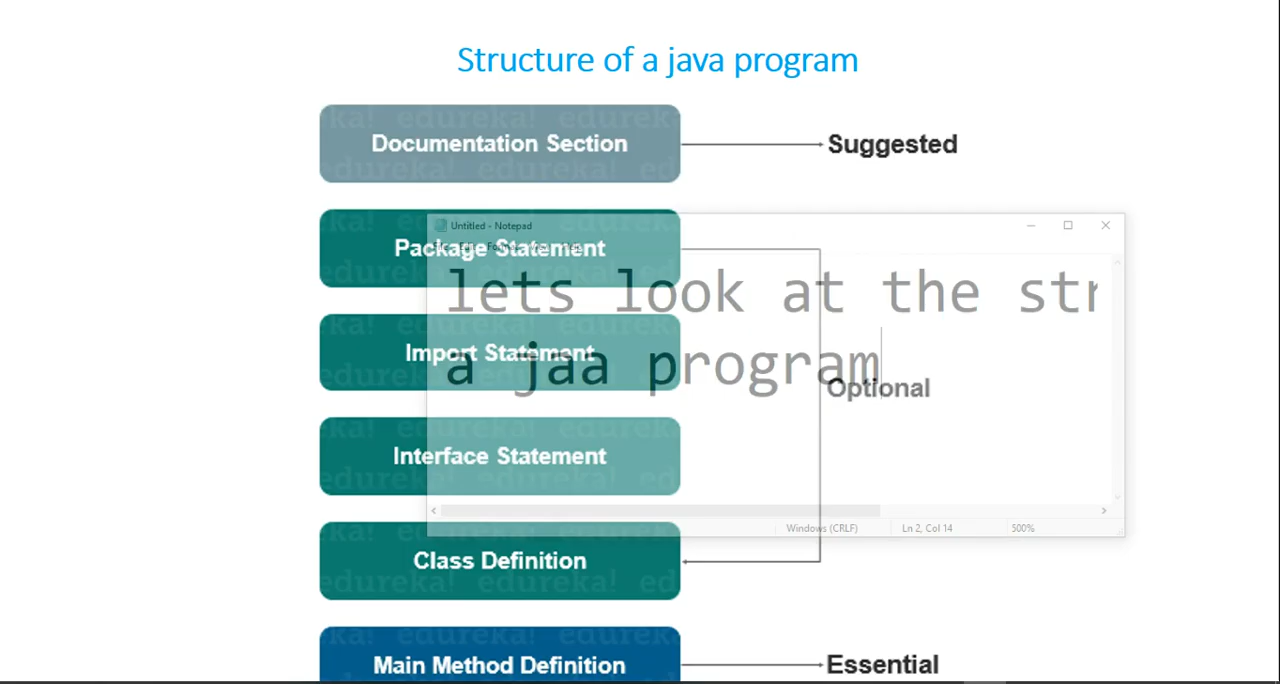 Structure of a java program
Documentation Section
Suggested
Package Statement
Untitled - Notepad
lets look at the str
Import Statement
a jaa program
Optional
Interface Statement
Windows (CRLF)
Ln 2, Col 14
500%
Class Definition
Main Method Definition
Essential